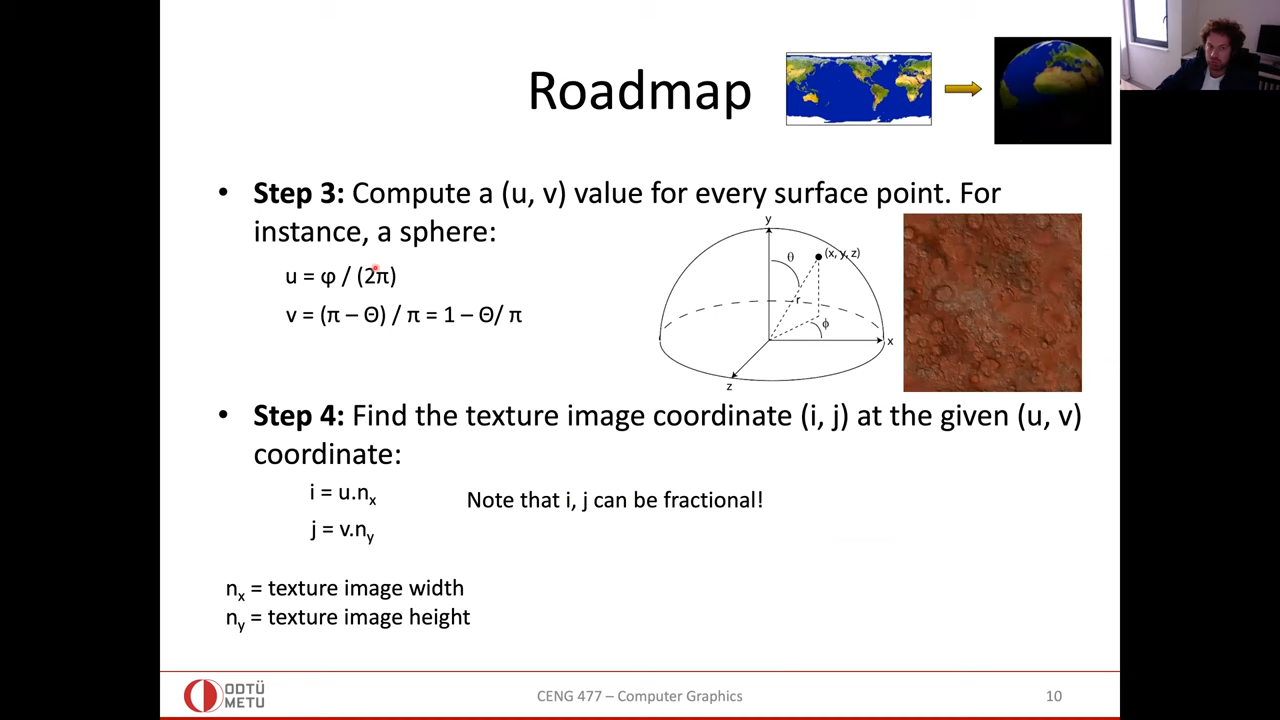 Roadmap
• Step 3: Compute a (u, v) value for every surface point. For
instance, a sphere:
u = φ / (2π)
v = (π – Θ) / π = 1 – Θ/ π
y
θ
(x, y, z)
r
ϕ
x
z
• Step 4: Find the texture image coordinate (i, j) at the given (u, v)
coordinate:
i = u.nx
j = v.ny
Note that i, j can be fractional!
nx = texture image width
ny = texture image height
ODTÜ
METU
CENG 477 – Computer Graphics
10